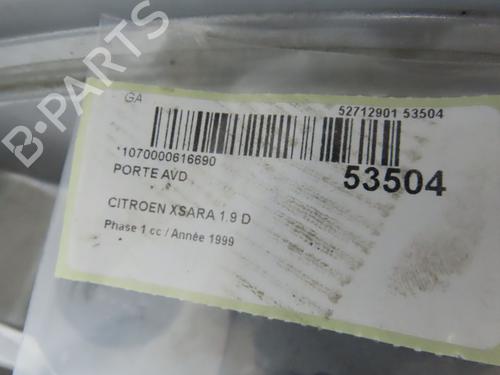 B-PARTS
GA
52712901 53504
*1070000616690
53504
PORTE AVD
CITROEN XSARA 1.9 D
Phase 1 cc / Année 1999